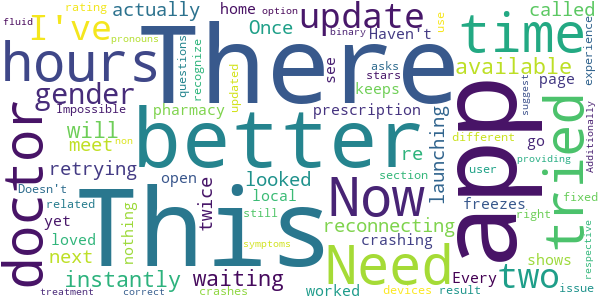 rating
option
home
Once
update
Haven't
called
time
fluid
I've
pronouns
actually
binary
asks
see
stars
use
experience
There
hours
questions
recognize
available
page
gender
updated
keeps
impossible
pharmacy
prescription
app
tried
suggest
Additionally
doctor
will
better
re
launching
go
different
meet
retrying
open
looked
Now
user
providing
Doesn't
This
twice
local
section
freezes
fixed
related
yet
non
still
reconnecting
shows
right
respective
loved
nothing
crashing
next
symptoms
waiting
Need
Every
two
instantly
crashes
worked
devices
result
issue
treatment
correct